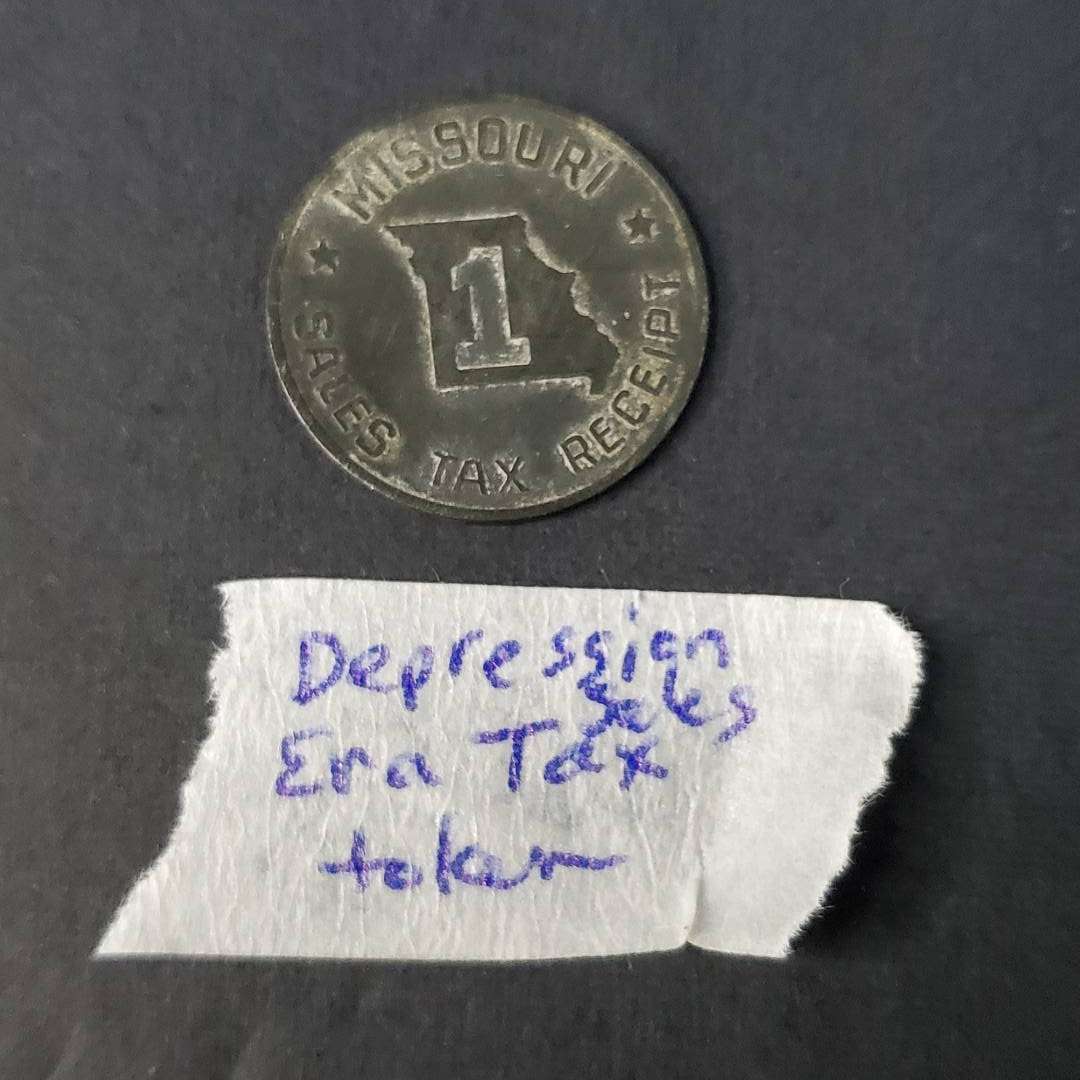 MISSOURI
1
SALES TAX RECEIPT
Depression
Sales
Era Tax
token